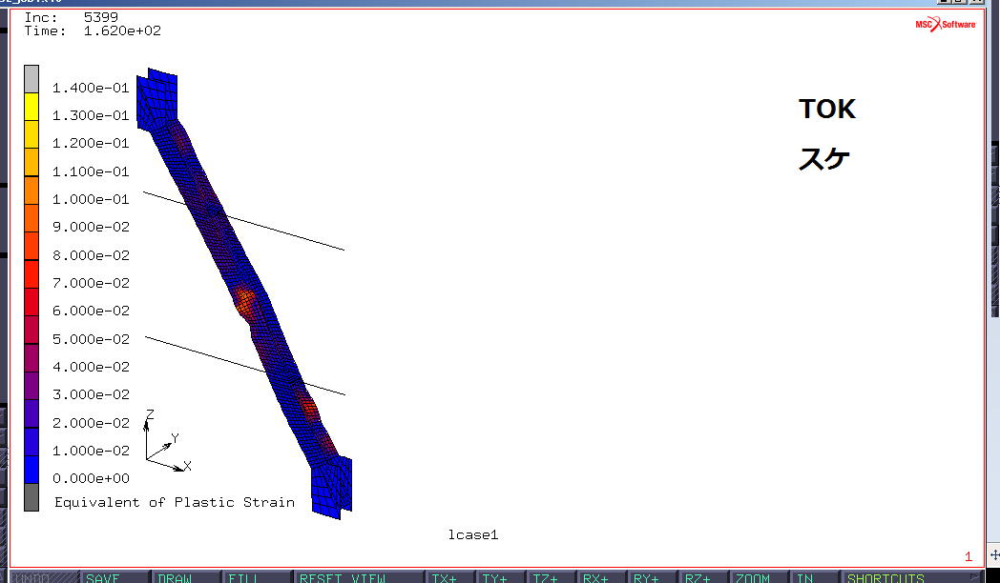 Inc: 5399
Time: 1.620e+02
MSC Software
TOK
スケ
1.400e-01
1.300e-01
1.200e-01
1.100e-01
1.000e-01
9.000e-02
8.000e-02
7.000e-02
6.000e-02
5.000e-02
4.000e-02
3.000e-02
2.000e-02
1.000e-02
0.000e+00
Z
Y
X
Equivalent of Plastic Strain
lcase1
1
UNDO SAVE DRAW FILL RESET VIEW TX+ TY+ TZ+ RX+ RY+ RZ+ ZOOM IN SHORTCUTS